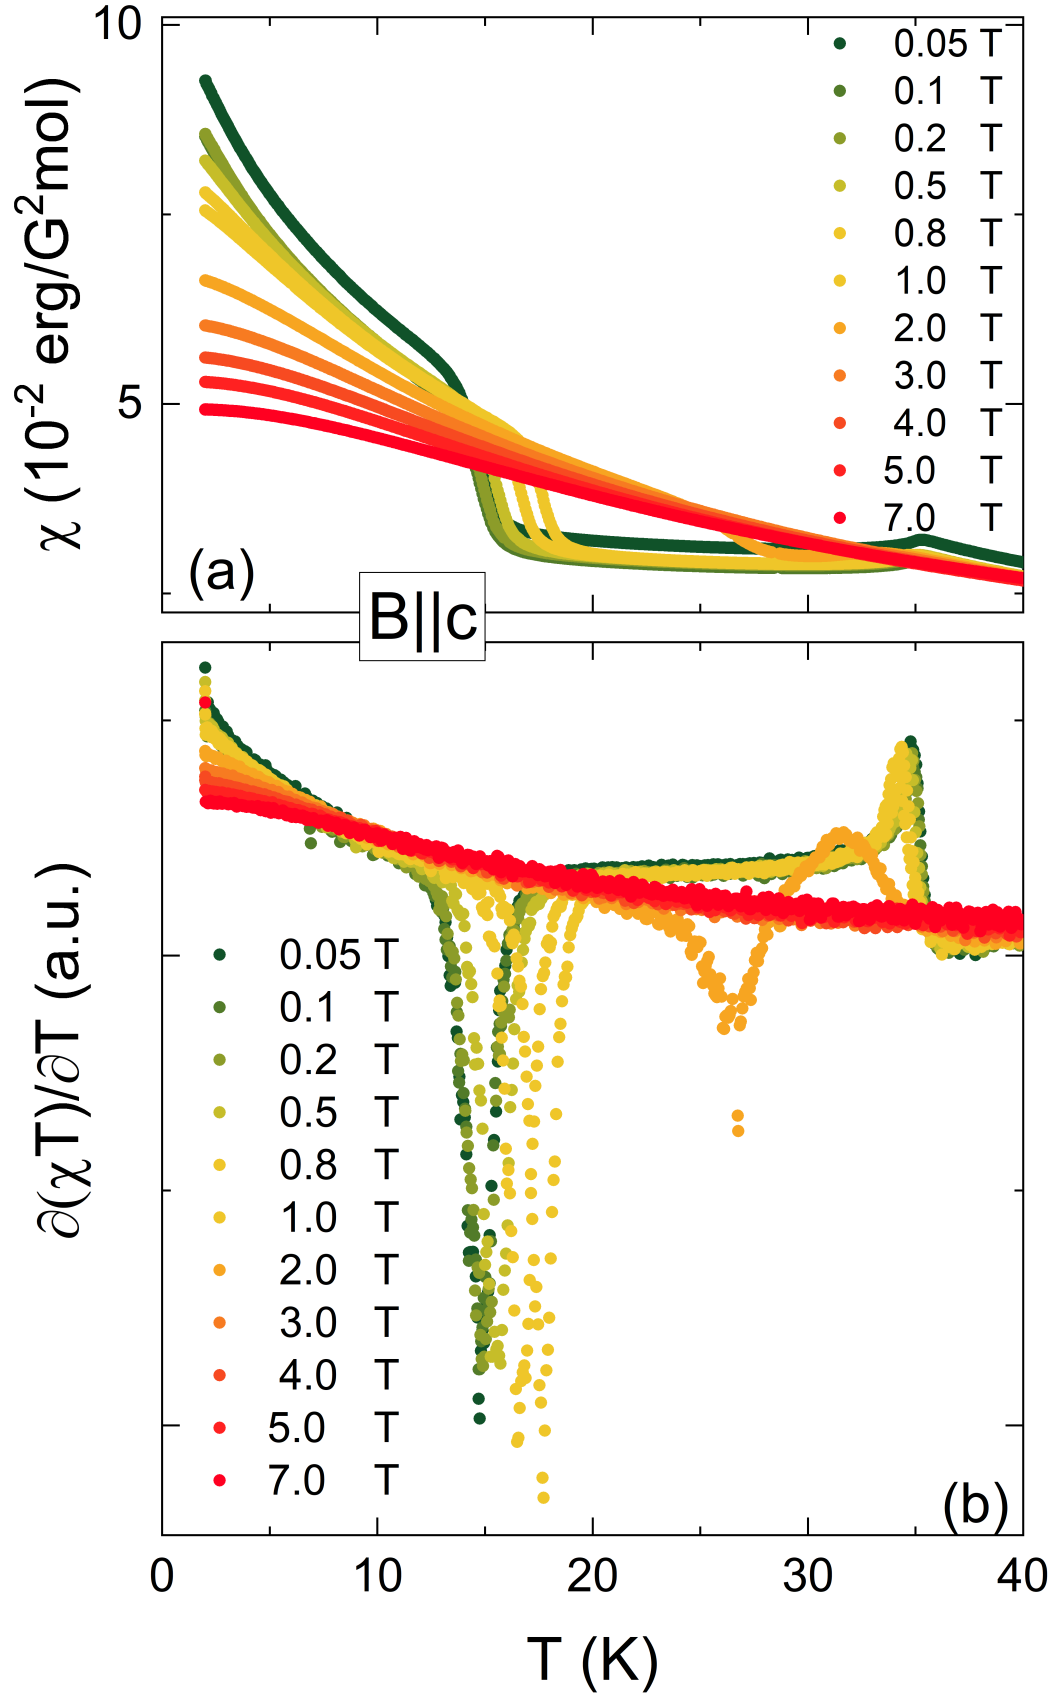 10
5
χ (10⁻² erg/G²mol)
0.05 T
0.1 T
0.2 T
0.5 T
0.8 T
1.0 T
2.0 T
3.0 T
4.0 T
5.0 T
7.0 T
(a)
B||c
∂(χT)/∂T (a.u.)
0.05 T
0.1 T
0.2 T
0.5 T
0.8 T
1.0 T
2.0 T
3.0 T
4.0 T
5.0 T
7.0 T
(b)
0 10 20 30 40
T (K)